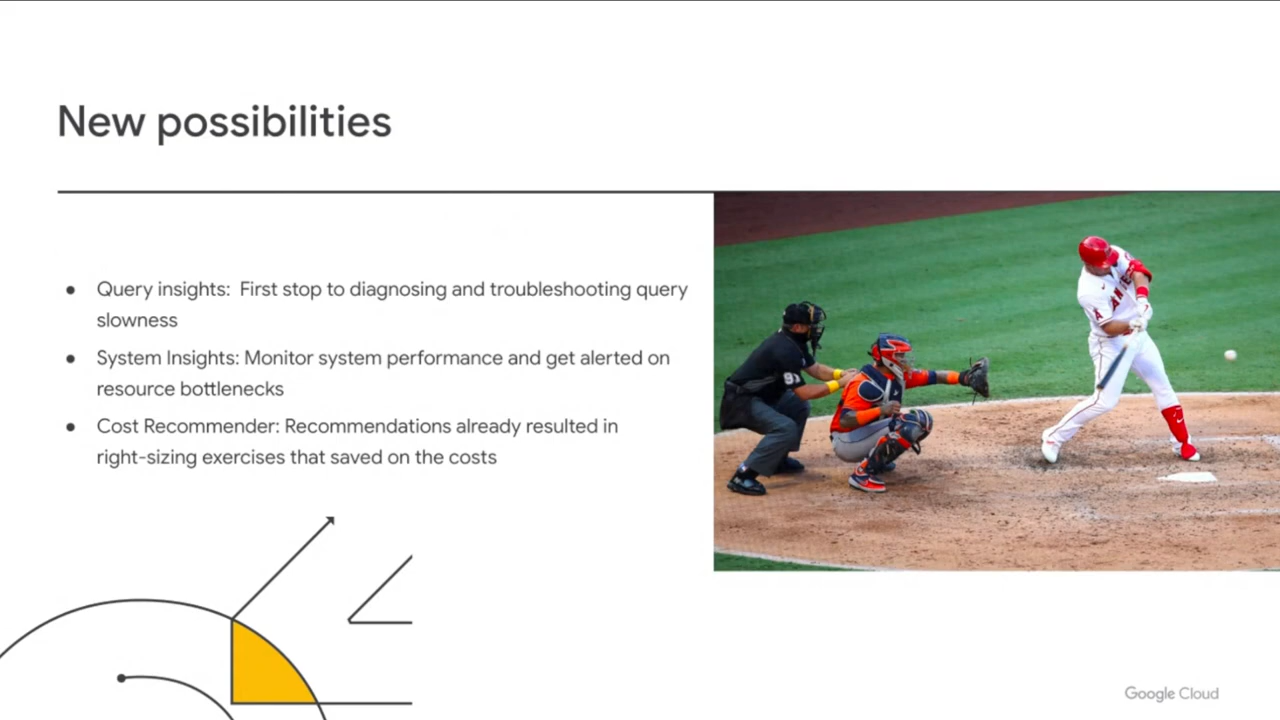 New possibilities
● Query insights:  First stop to diagnosing and troubleshooting query
slowness
● System Insights: Monitor system performance and get alerted on
resource bottlenecks
● Cost Recommender: Recommendations already resulted in
right-sizing exercises that saved on the costs
Google Cloud